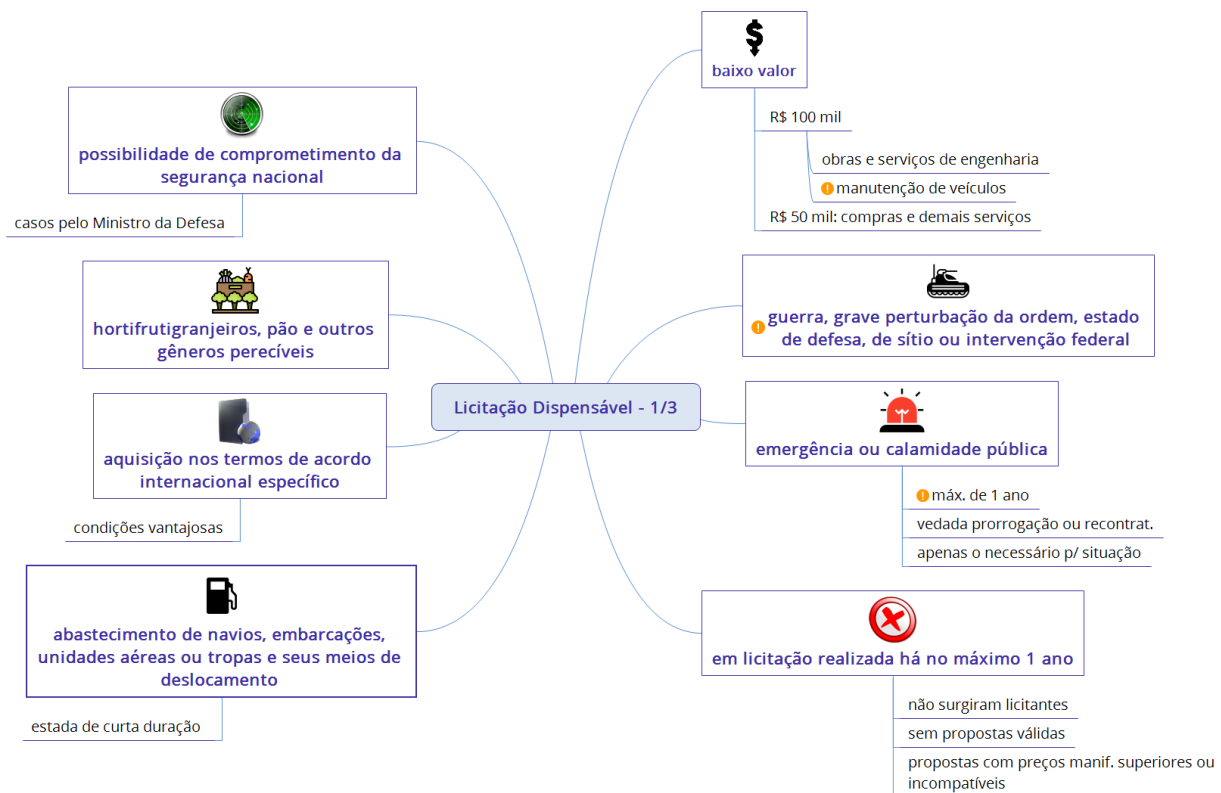 Licitação Dispensável - 1/3
baixo valor
R$ 100 mil
obras e serviços de engenharia
manutenção de veículos
R$ 50 mil: compras e demais serviços
guerra, grave perturbação da ordem, estado
de defesa, de sítio ou intervenção federal
emergência ou calamidade pública
máx. de 1 ano
vedada prorrogação ou recontrat.
apenas o necessário p/ situação
em licitação realizada há no máximo 1 ano
não surgiram licitantes
sem propostas válidas
propostas com preços manif. superiores ou
incompatíveis
possibilidade de comprometimento da
segurança nacional
casos pelo Ministro da Defesa
hortifrutigranjeiros, pão e outros
gêneros perecíveis
aquisição nos termos de acordo
internacional específico
condições vantajosas
abastecimento de navios, embarcações,
unidades aéreas ou tropas e seus meios de
deslocamento
estada de curta duração